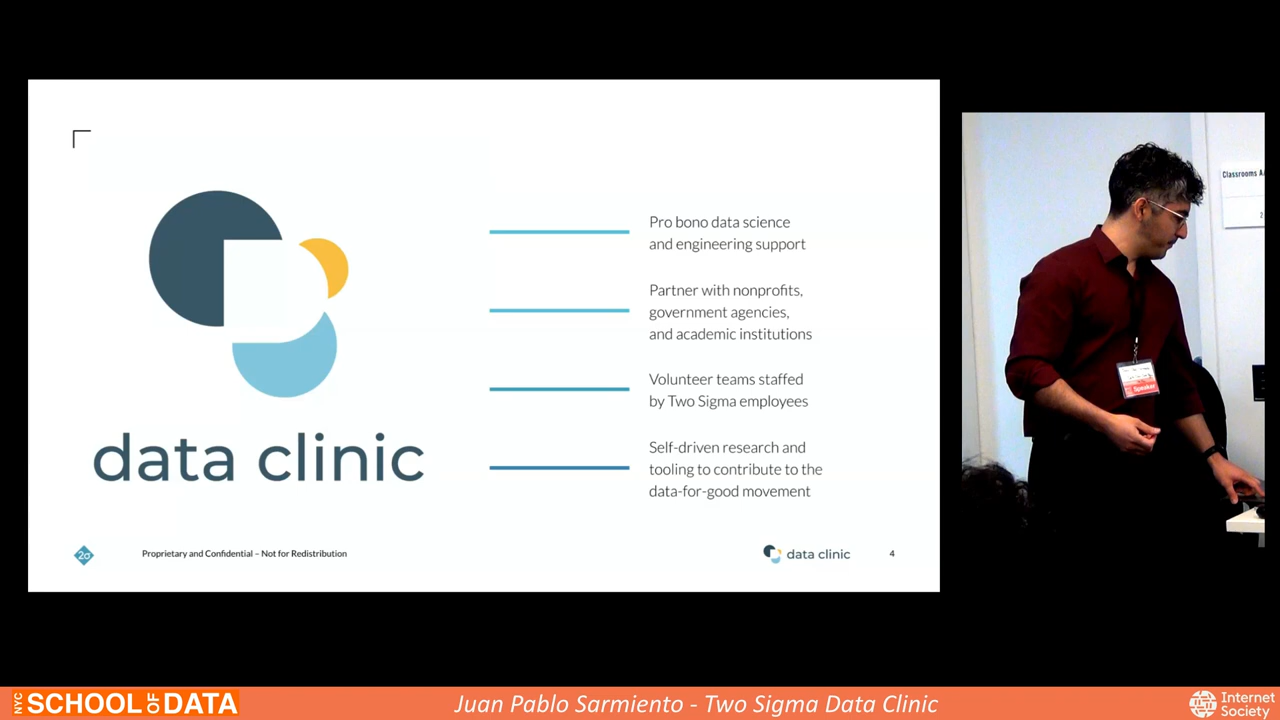 Pro bono data science
and engineering support
Partner with nonprofits,
government agencies,
and academic institutions
Volunteer teams staffed
by Two Sigma employees
Self-driven research and
tooling to contribute to the
data-for-good movement
data clinic
2σ
Proprietary and Confidential – Not for Redistribution
data clinic
4
Classrooms
2
Speaker
NYC SCHOOL OF DATA
Juan Pablo Sarmiento - Two Sigma Data Clinic
Internet
Society